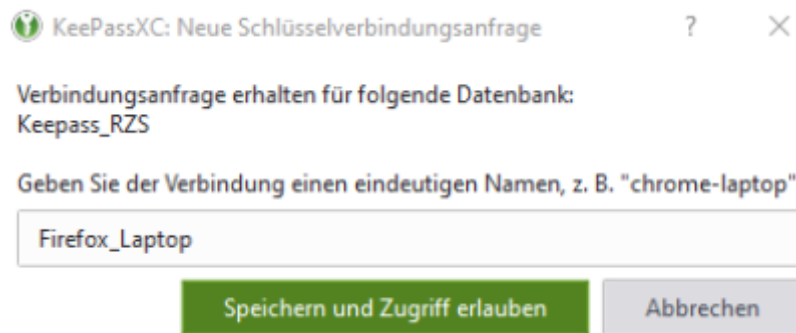 KeePassXC: Neue Schlüsselverbindungsanfrage ?
Verbindungsanfrage erhalten für folgende Datenbank:
Keepass_RZS
Geben Sie der Verbindung einen eindeutigen Namen, z. B. "chrome-laptop"
Firefox_Laptop
Speichern und Zugriff erlauben Abbrechen